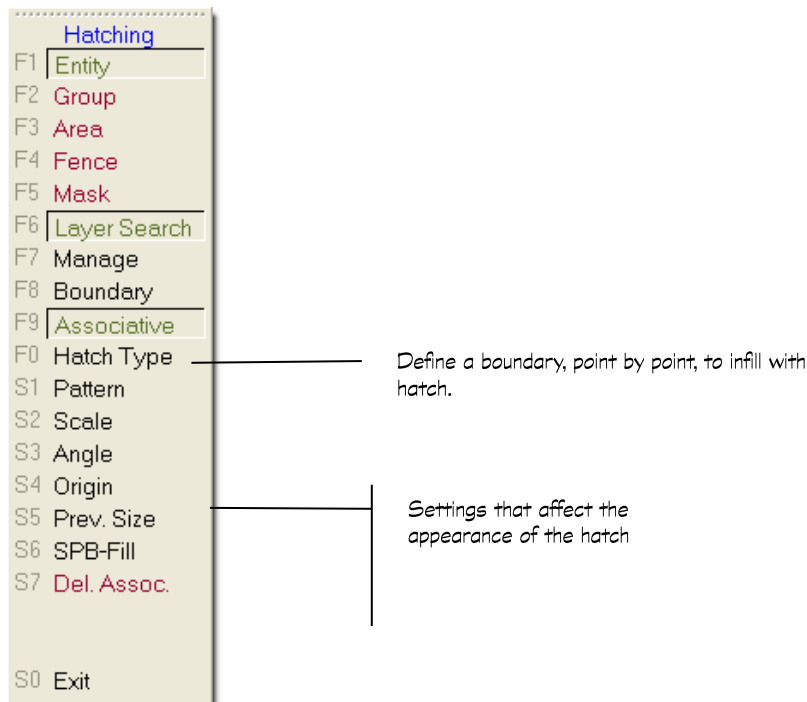 Hatching
F1 Entity
F2 Group
F3 Area
F4 Fence
F5 Mask
F6 Layer Search
F7 Manage
F8 Boundary
F9 Associative
F0 Hatch Type
Define a boundary, point by point, to infill with
hatch.
S1 Pattern
S2 Scale
S3 Angle
S4 Origin
S5 Prev. Size
S6 SPB-Fill
S7 Del. Assoc.
Settings that affect the
appearance of the hatch
S0 Exit